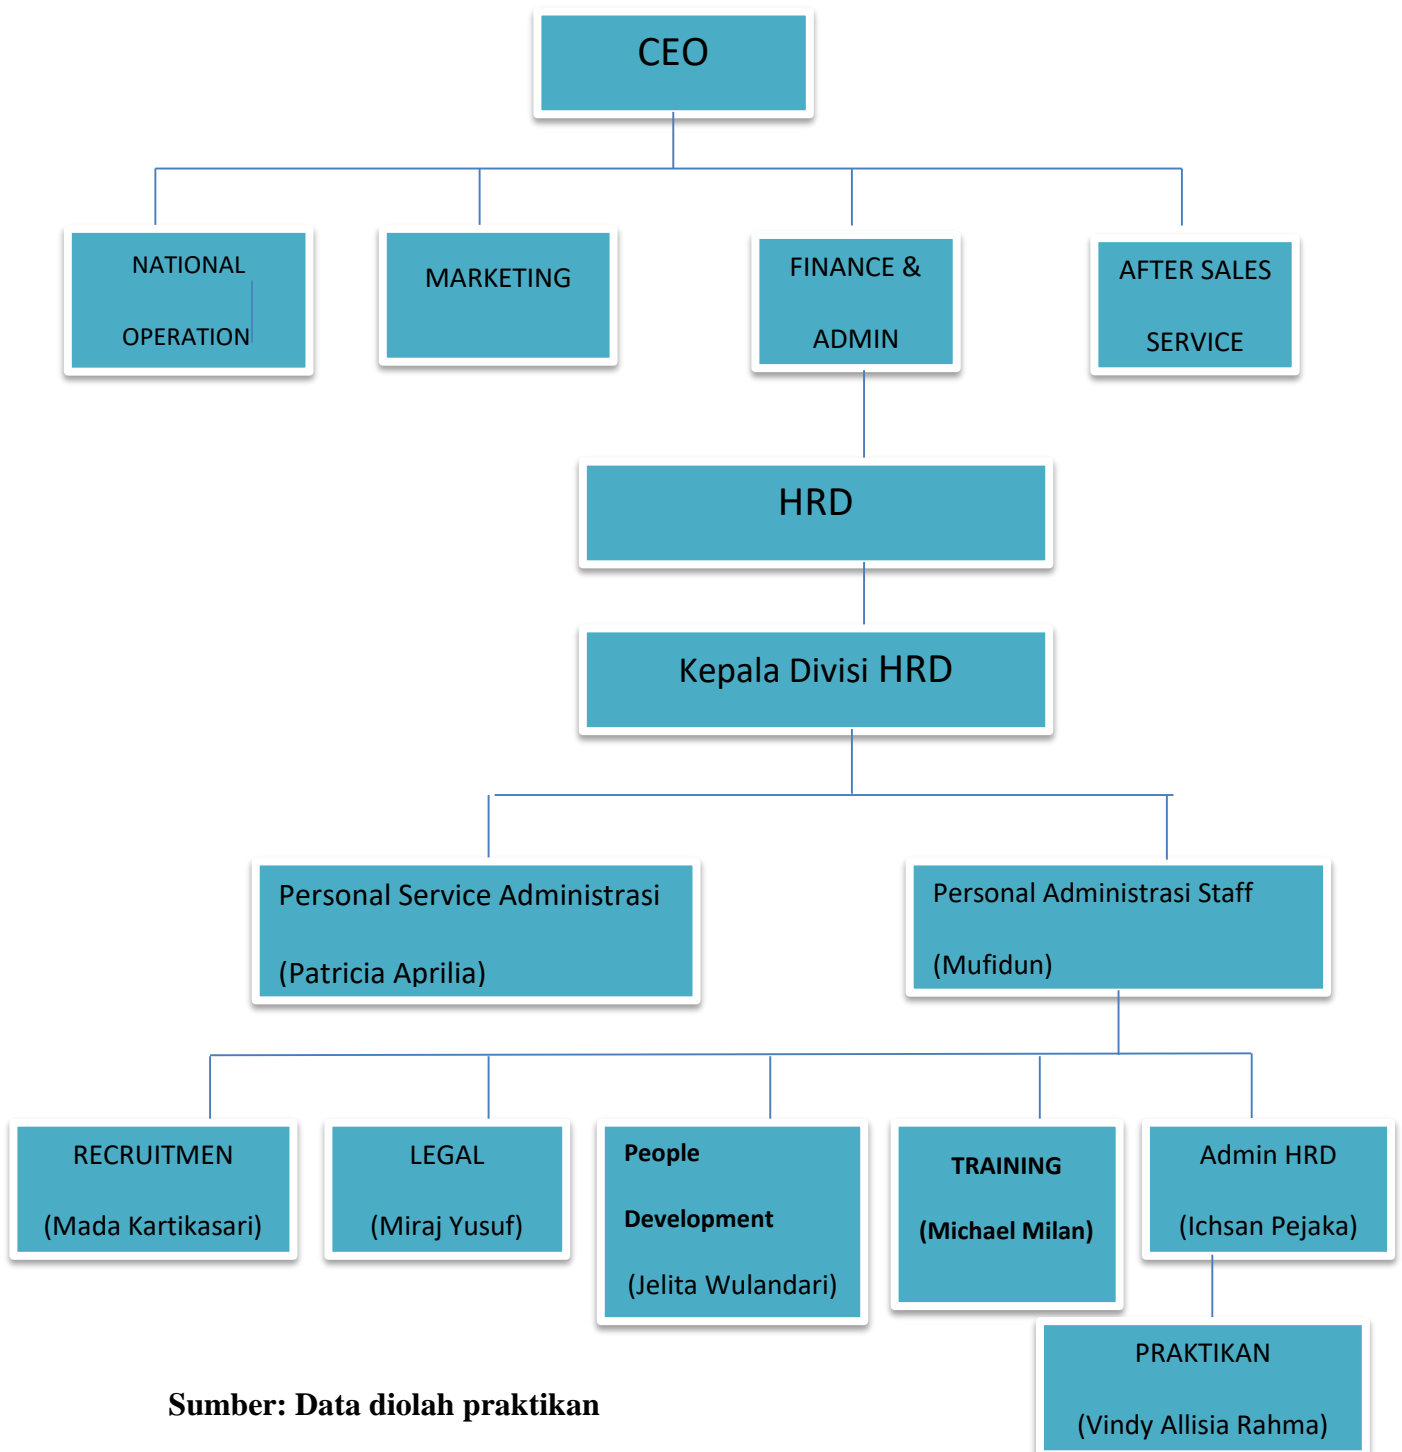 CEO
NATIONAL
OPERATION
MARKETING
FINANCE &
ADMIN
AFTER SALES
SERVICE
HRD
Kepala Divisi HRD
Personal Service Administrasi
(Patricia Aprilia)
Personal Administrasi Staff
(Mufidun)
RECRUITMEN
(Mada Kartikasari)
LEGAL
(Miraj Yusuf)
People
Development
(Jelita Wulandari)
TRAINING
(Michael Milan)
Admin HRD
(Ichsan Pejaka)
PRAKTIKAN
(Vindy Allisia Rahma)
Sumber: Data diolah praktikan